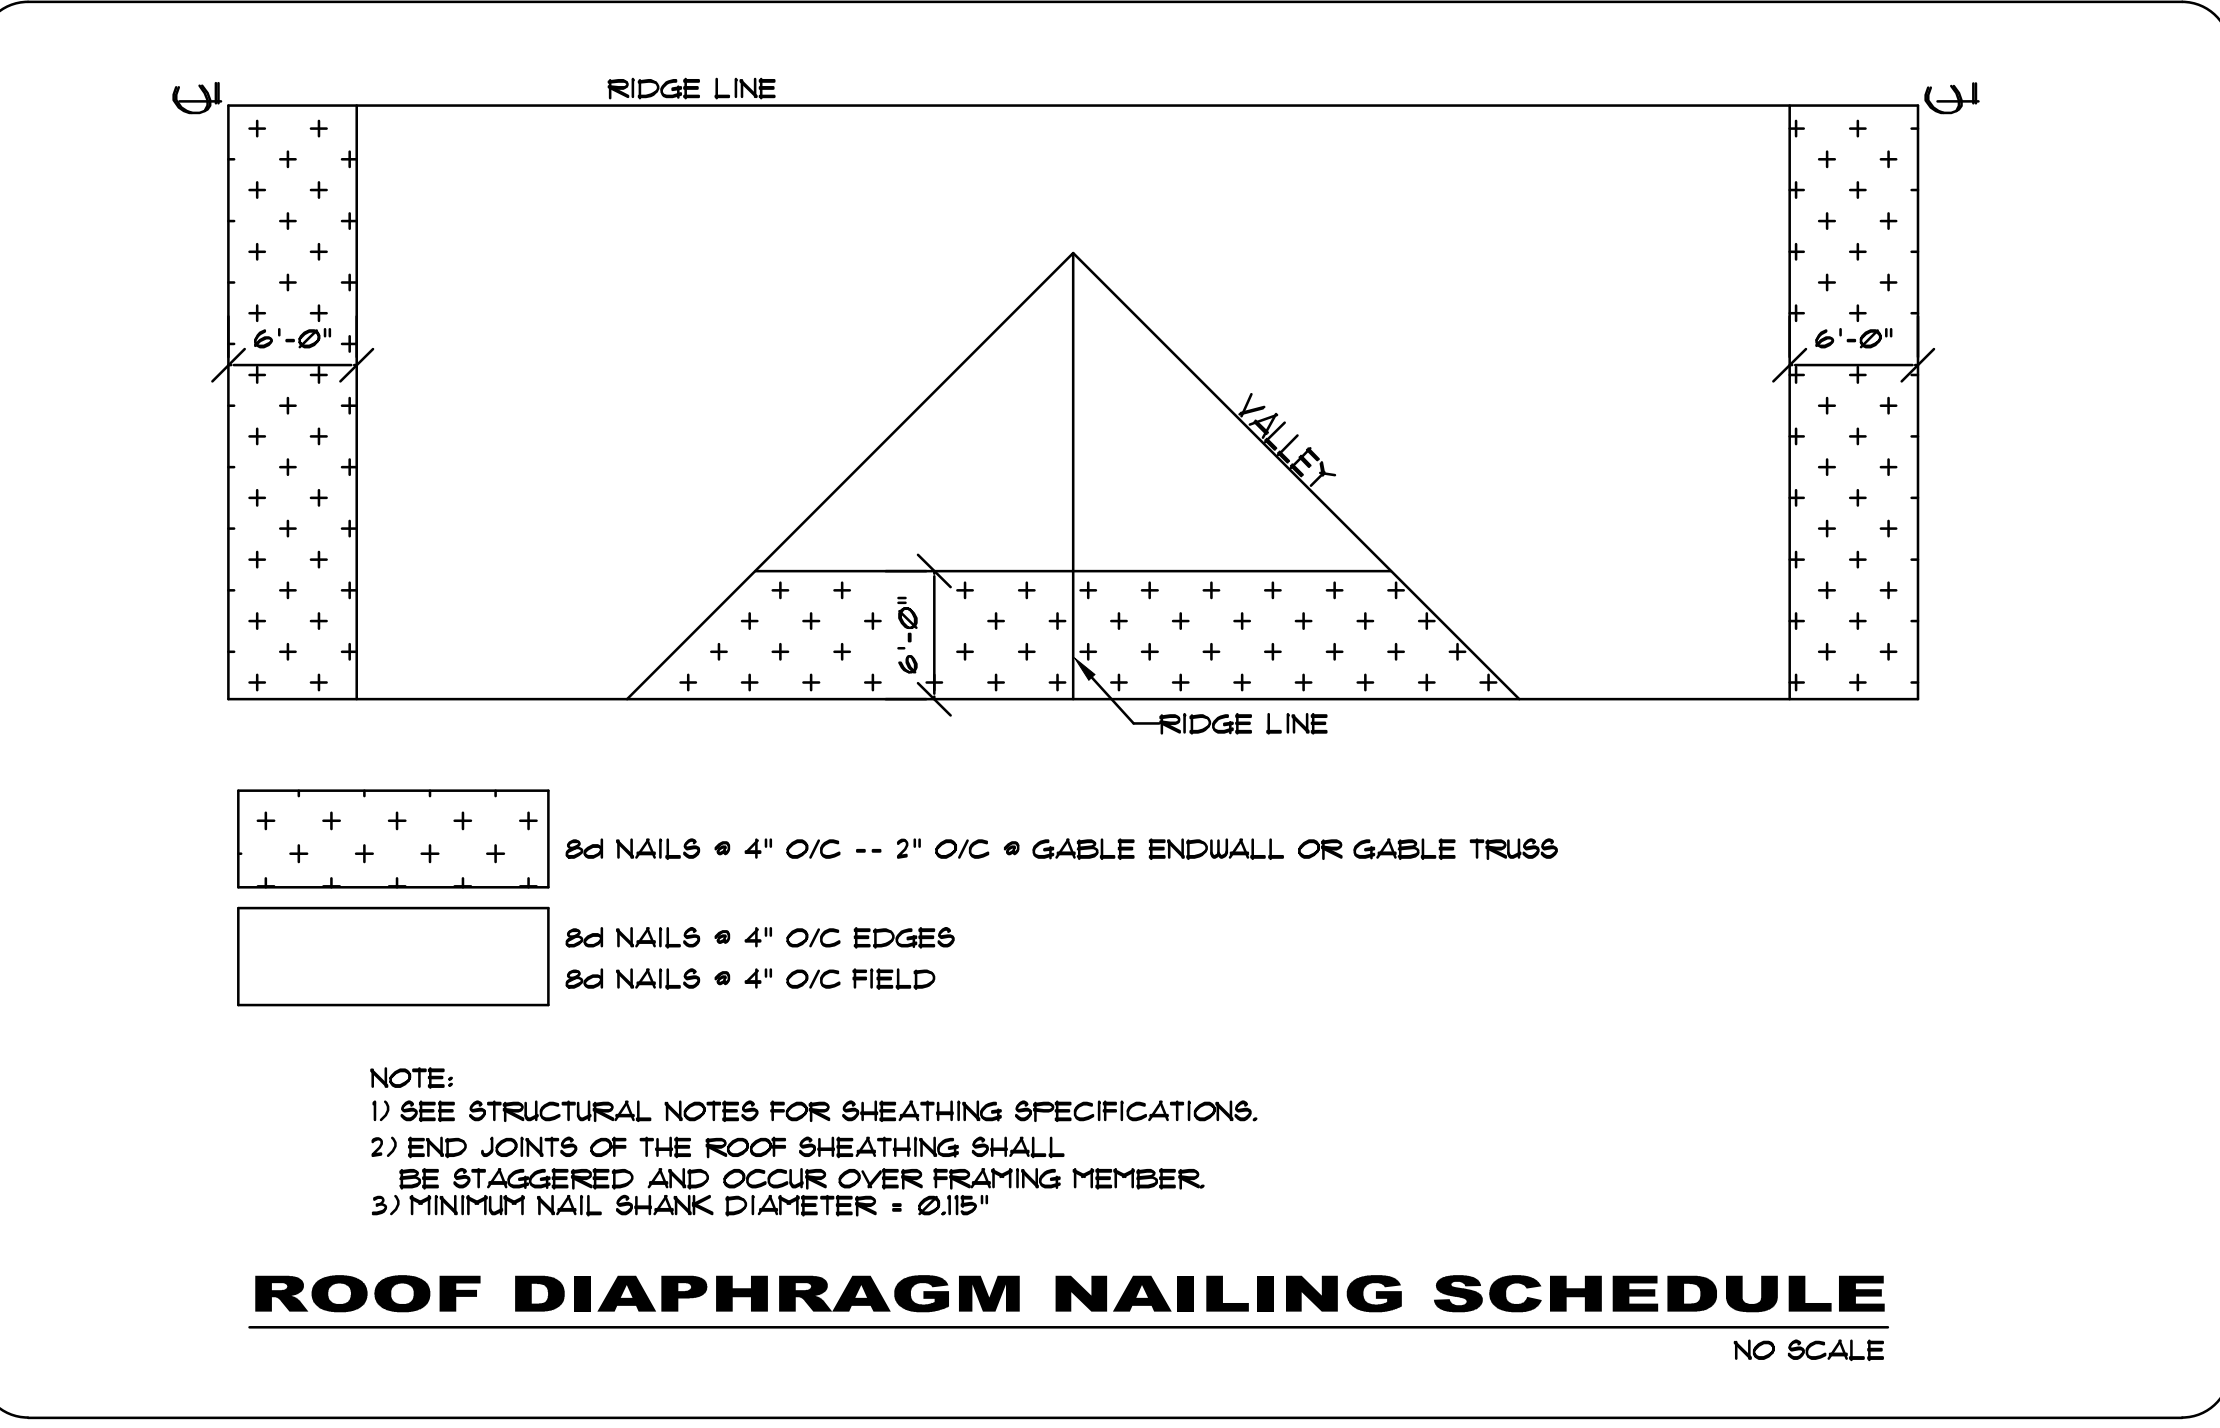 RIDGE LINE
℄ ℄
6'-0" 6'-0"
VALLEY
6'-0"
RIDGE LINE
8d NAILS @ 4" O/C -- 2" O/C @ GABLE ENDWALL OR GABLE TRUSS
8d NAILS @ 4" O/C EDGES
8d NAILS @ 4" O/C FIELD
NOTE:
1) SEE STRUCTURAL NOTES FOR SHEATHING SPECIFICATIONS.
2) END JOINTS OF THE ROOF SHEATHING SHALL
BE STAGGERED AND OCCUR OVER FRAMING MEMBER.
3) MINIMUM NAIL SHANK DIAMETER = 0.115"
ROOF DIAPHRAGM NAILING SCHEDULE
NO SCALE